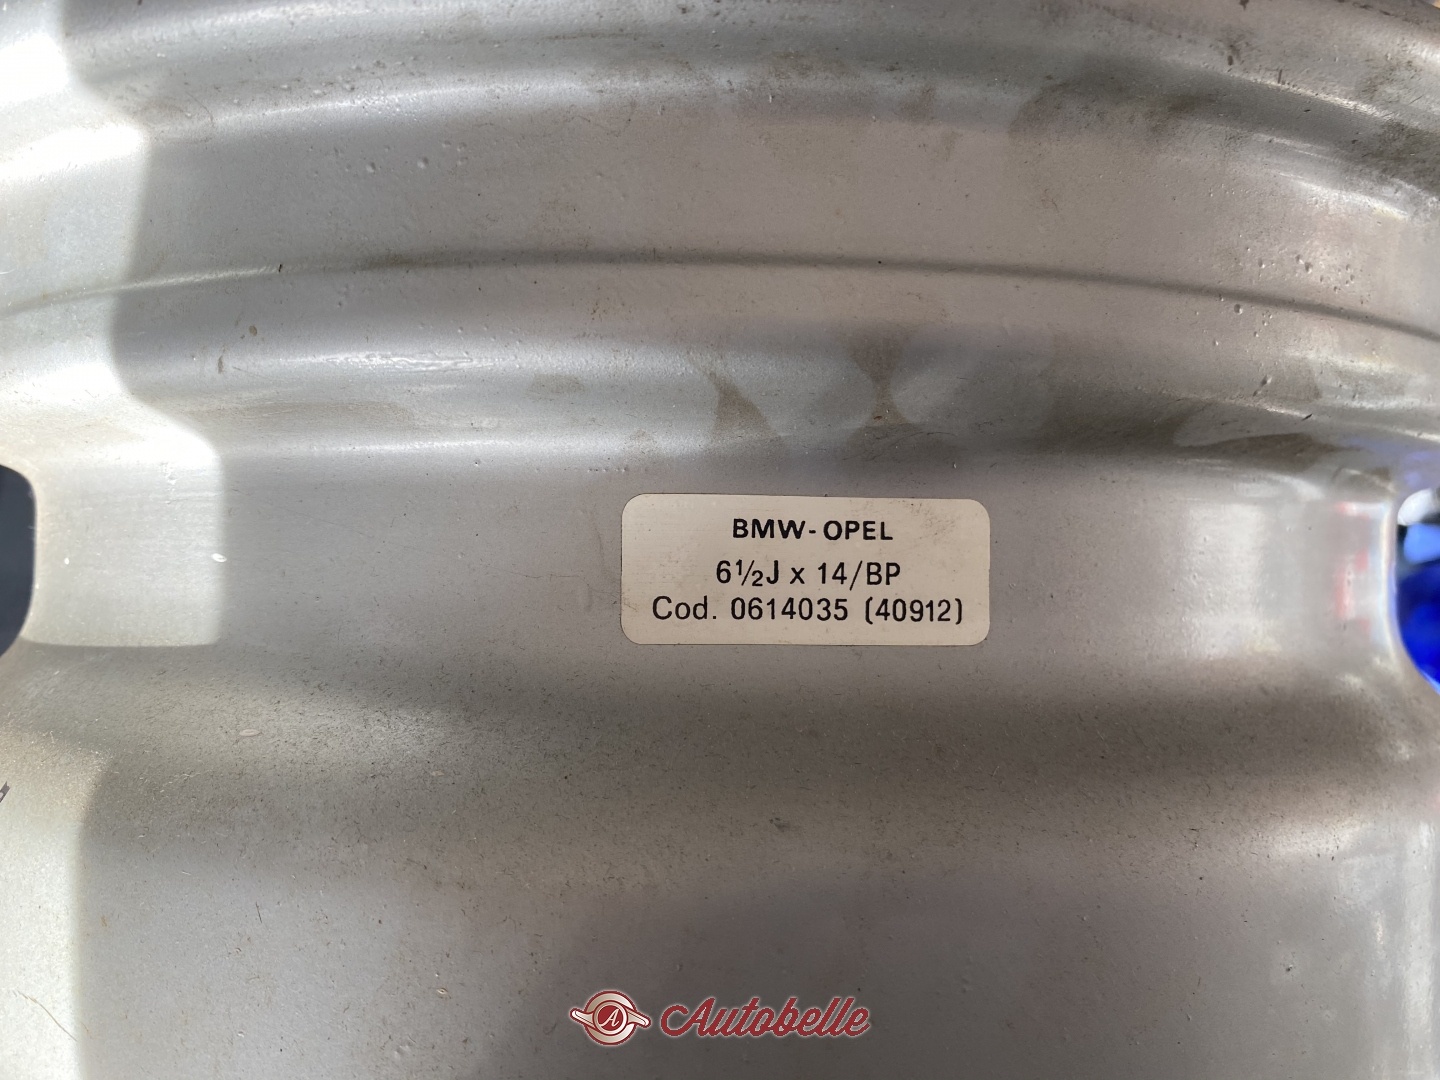 BMW-OPEL
6½J x 14/BP
Cod. 0614035 (40912)
A Autobelle